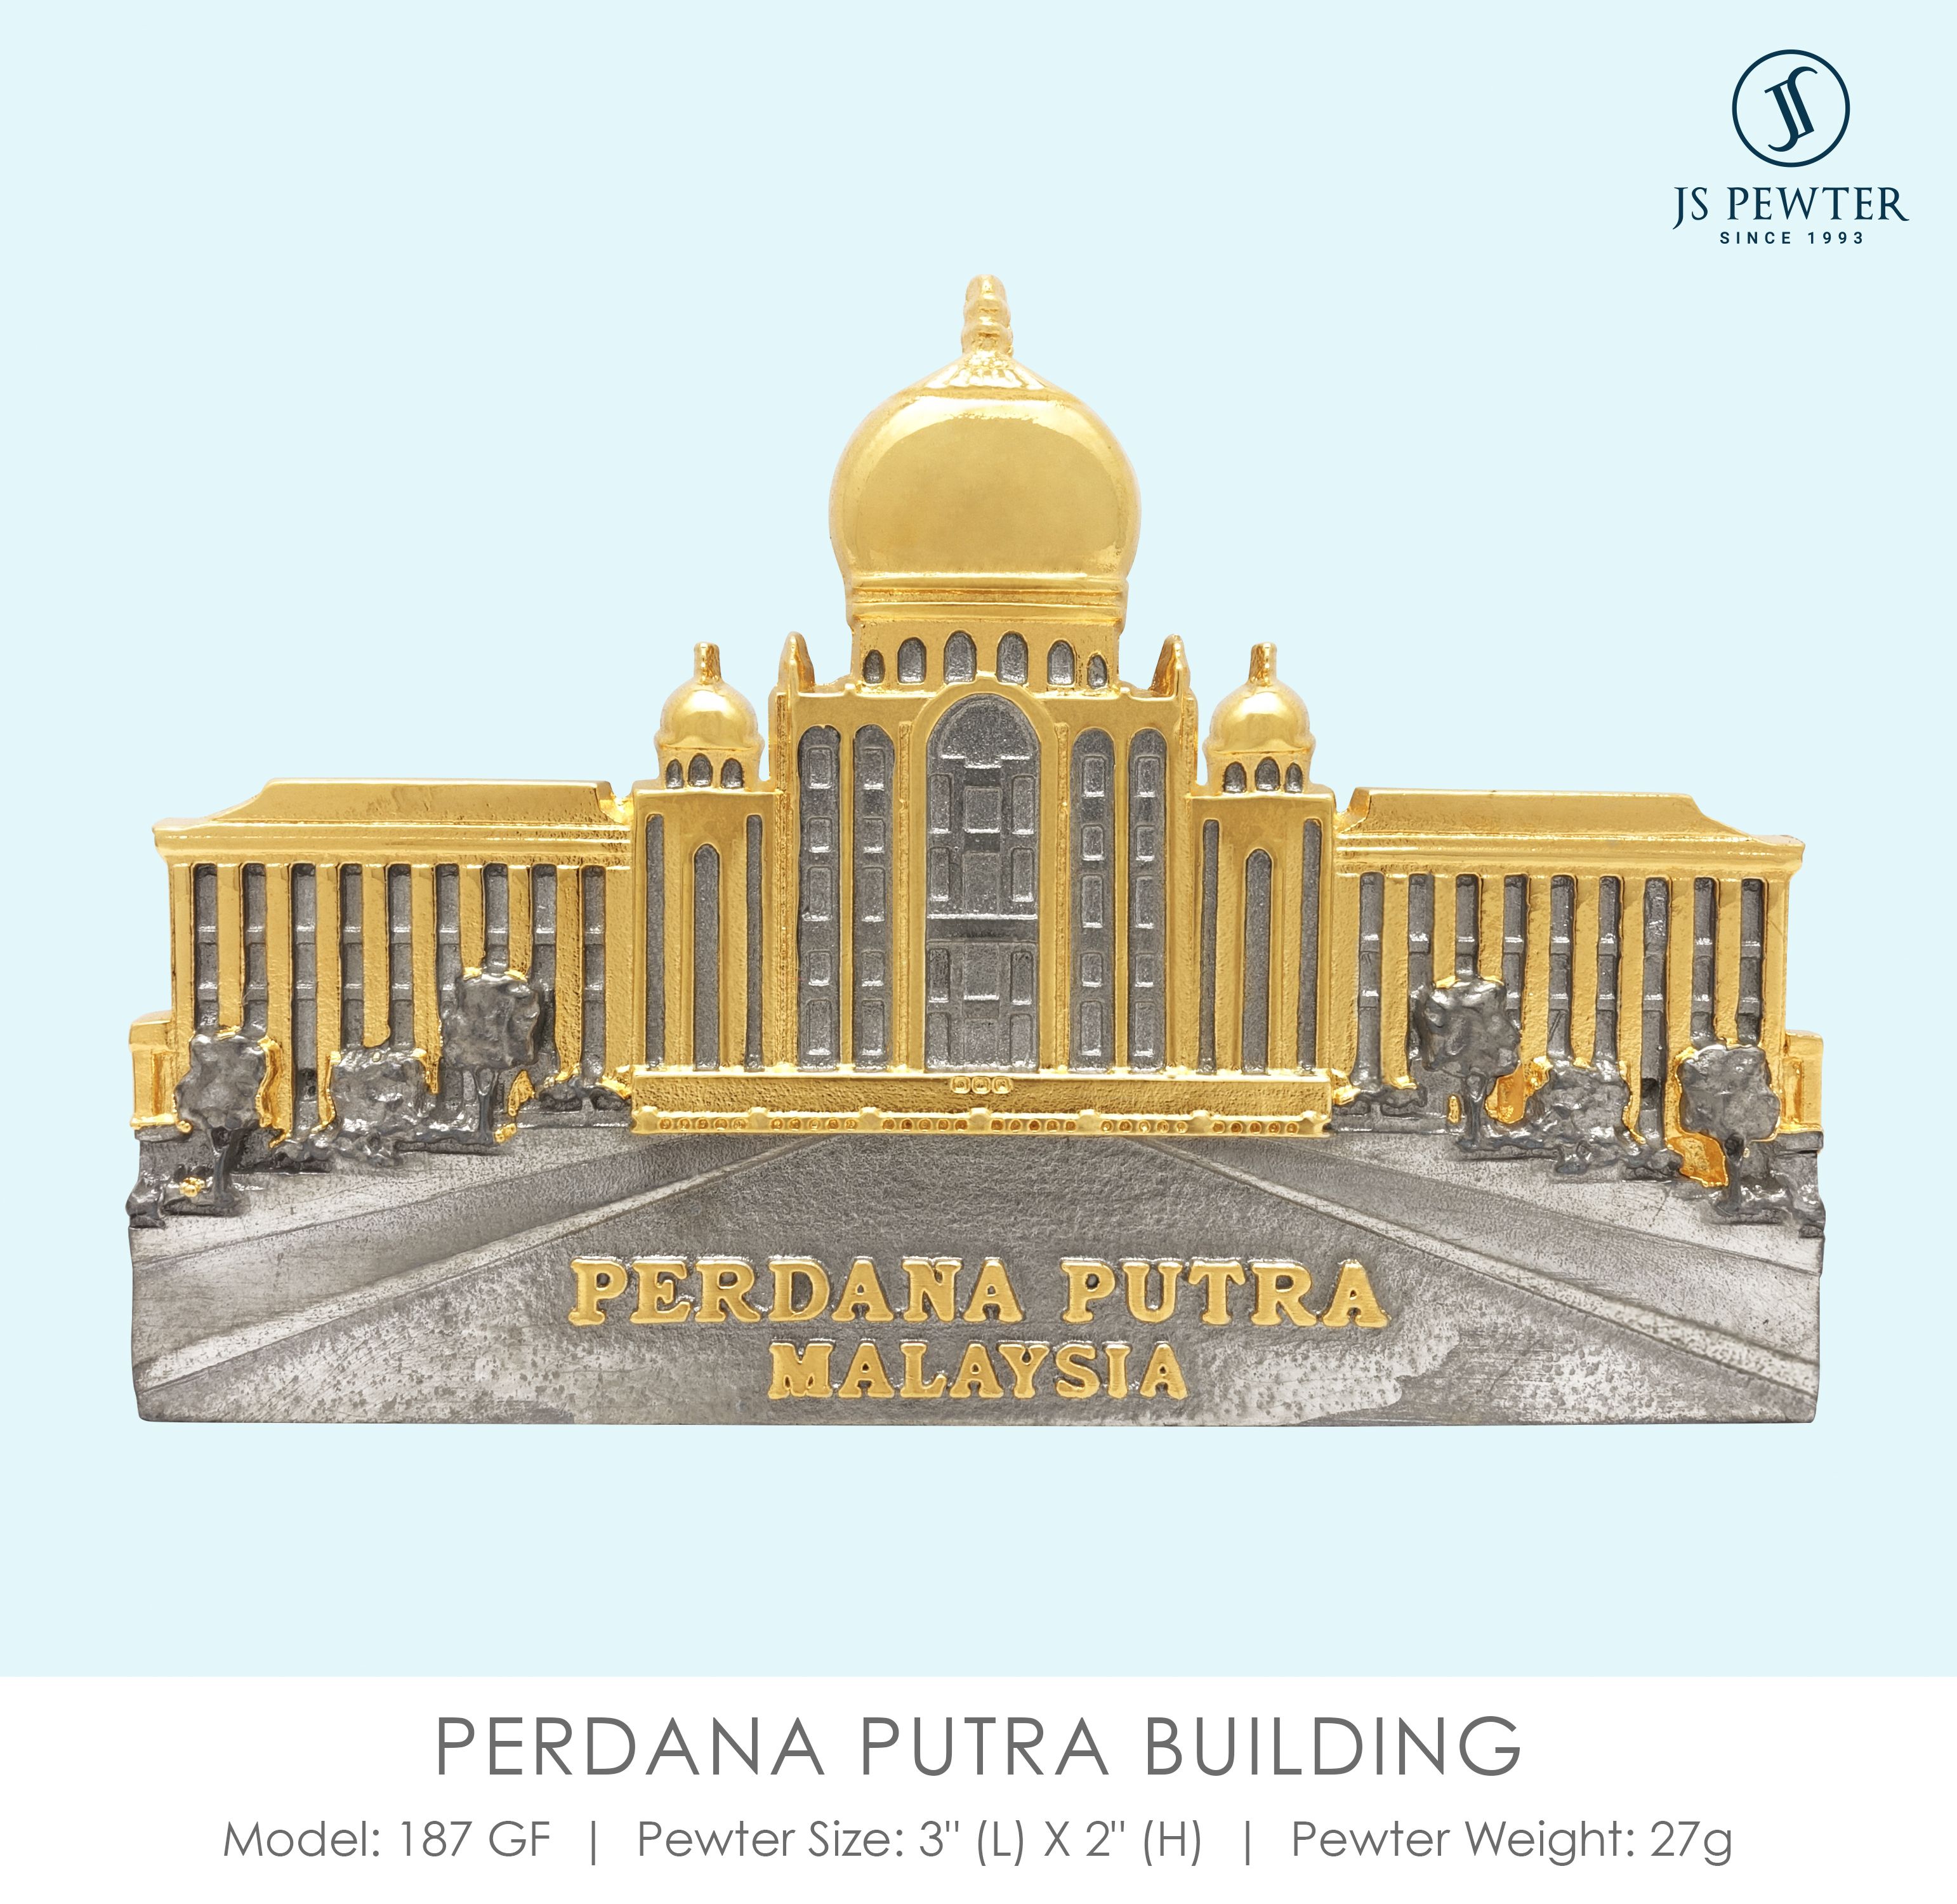 JS PEWTER
SINCE 1993
PERDANA PUTRA
MALAYSIA
PERDANA PUTRA BUILDING
Model: 187 GF | Pewter Size: 3" (L) X 2" (H) | Pewter Weight: 27g